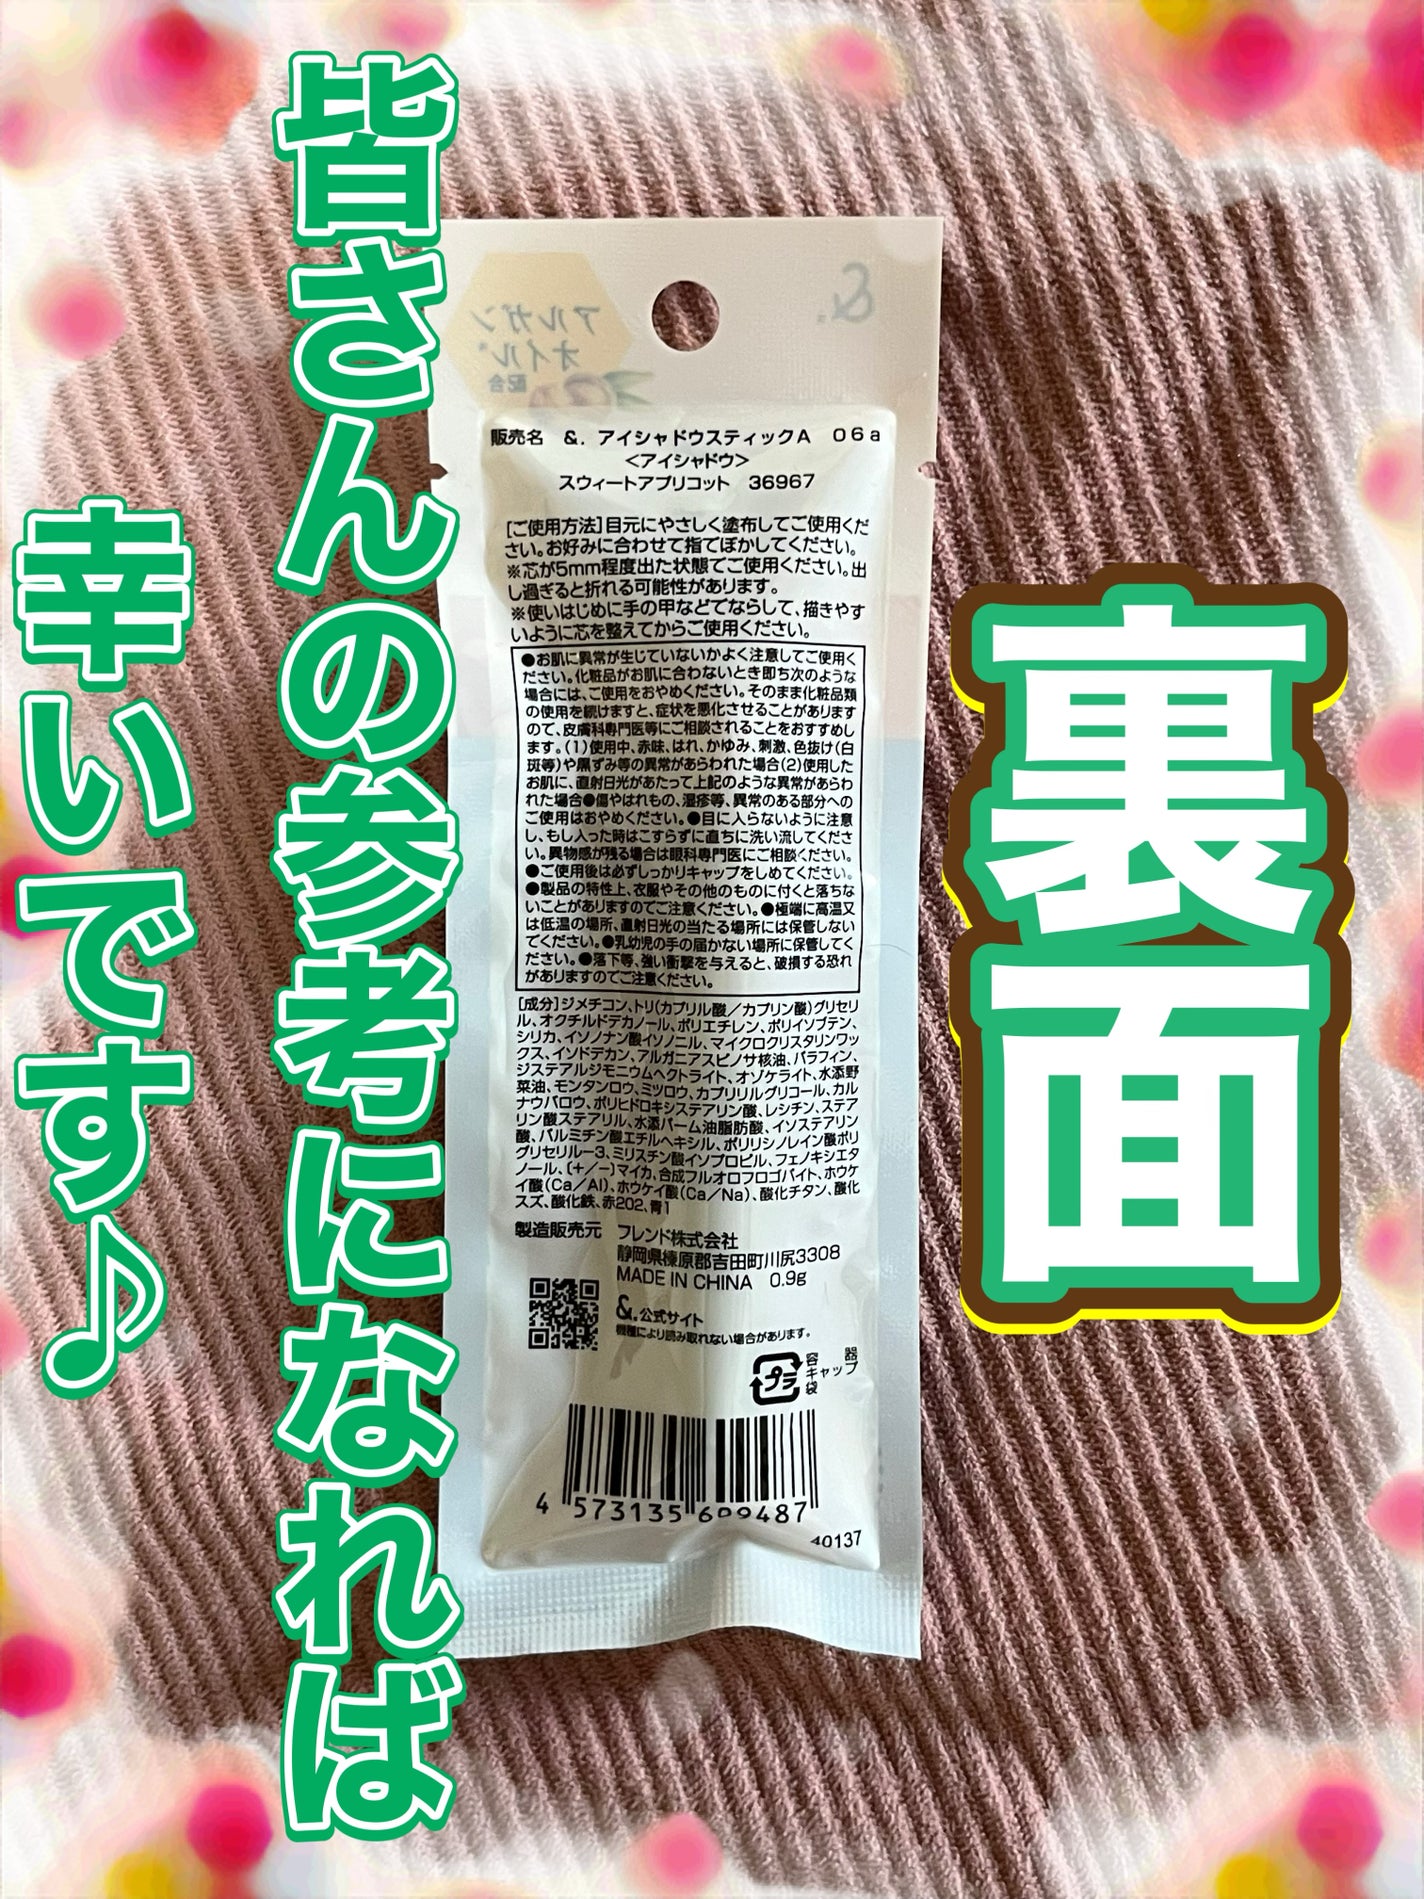 皆さんの参考になれば
幸いです♪
裏面
&
アルガン
オイル*
配合
販売名 &. アイシャドウスティックA 06a
<アイシャドウ>
スウィートアプリコット 36967
[ご使用方法]目元にやさしく塗布してご使用くだ
さい。お好みに合わせて指でぼかしてください。
※芯が5mm程度出た状態でご使用ください。出
し過ぎると折れる可能性があります。
※使いはじめに手の甲などでならして、描きやす
いように芯を整えてからご使用ください。
●お肌に異常が生じていないかよく注意してご使用く
ださい。化粧品がお肌に合わないとき即ち次のような
場合には、ご使用をおやめください。そのまま化粧品類
の使用を続けますと、症状を悪化させることがあります
ので、皮膚科専門医等にご相談されることをおすすめし
ます。(1)使用中、赤味、はれ、かゆみ、刺激、色抜け(白
斑等)や黒ずみ等の異常があらわれた場合(2)使用した
お肌に、直射日光があたって上記のような異常があらわ
れた場合●傷やはれもの、湿疹等、異常のある部分への
ご使用はおやめください。●目に入らないように注意
し、もし入った時はこすらずに直ちに洗い流してくださ
い。異物感が残る場合は眼科専門医にご相談ください。
●ご使用後は必ずしっかりキャップをしめてください。
●製品の特性上、衣服やその他のものに付くと落ちな
いことがありますのでご注意ください。●極端に高温又
は低温の場所、直射日光の当たる場所には保管しない
でください。●乳幼児の手の届かない場所に保管してく
ださい。●落下等、強い衝撃を与えると、破損する恐れ
がありますのでご注意ください。
[成分]ジメチコン、トリ(カプリル酸/カプリン酸)グリセリ
ル、オクチルドデカノール、ポリエチレン、ポリイソブテン、
シリカ、イソノナン酸イソノニル、マイクロクリスタリンワッ
クス、イソドデカン、アルガニアスピノサ核油、パラフィン、
ジステアルジモニウムヘクトライト、オゾケライト、水添野
菜油、モンタンロウ、ミツロウ、カプリリルグリコール、カル
ナウバロウ、ポリヒドロキシステアリン酸、レシチン、ステア
リン酸ステアリル、水添パーム油脂肪酸、イソステアリン
酸、パルミチン酸エチルヘキシル、ポリリシノレイン酸ポリ
グリセリル-3、ミリスチン酸イソプロピル、フェノキシエタ
ノール、(+/-)マイカ、合成フルオロフロゴパイト、ホウケ
イ酸(Ca/Al)、ホウケイ酸(Ca/Na)、酸化チタン、酸化
スズ、酸化鉄、赤202、青1
製造販売元 フレンド株式会社
静岡県榛原郡吉田町川尻3308
MADE IN CHINA 0.9g
&.公式サイト
機種により読み取れない場合があります。
プラ
容器
キャップ
袋
4 573135 609487
40137